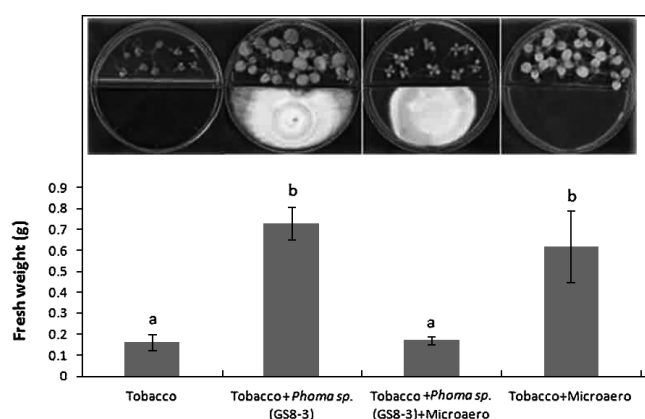 Fresh weight (g)
0.9
0.8
0.7
0.6
0.5
0.4
0.3
0.2
0.1
0
a
b
a
b
Tobacco
Tobacco+Phoma sp.
(GS8-3)
Tobacco +Phoma sp.
(GS8-3)+Microaero
Tobacco+Microaero